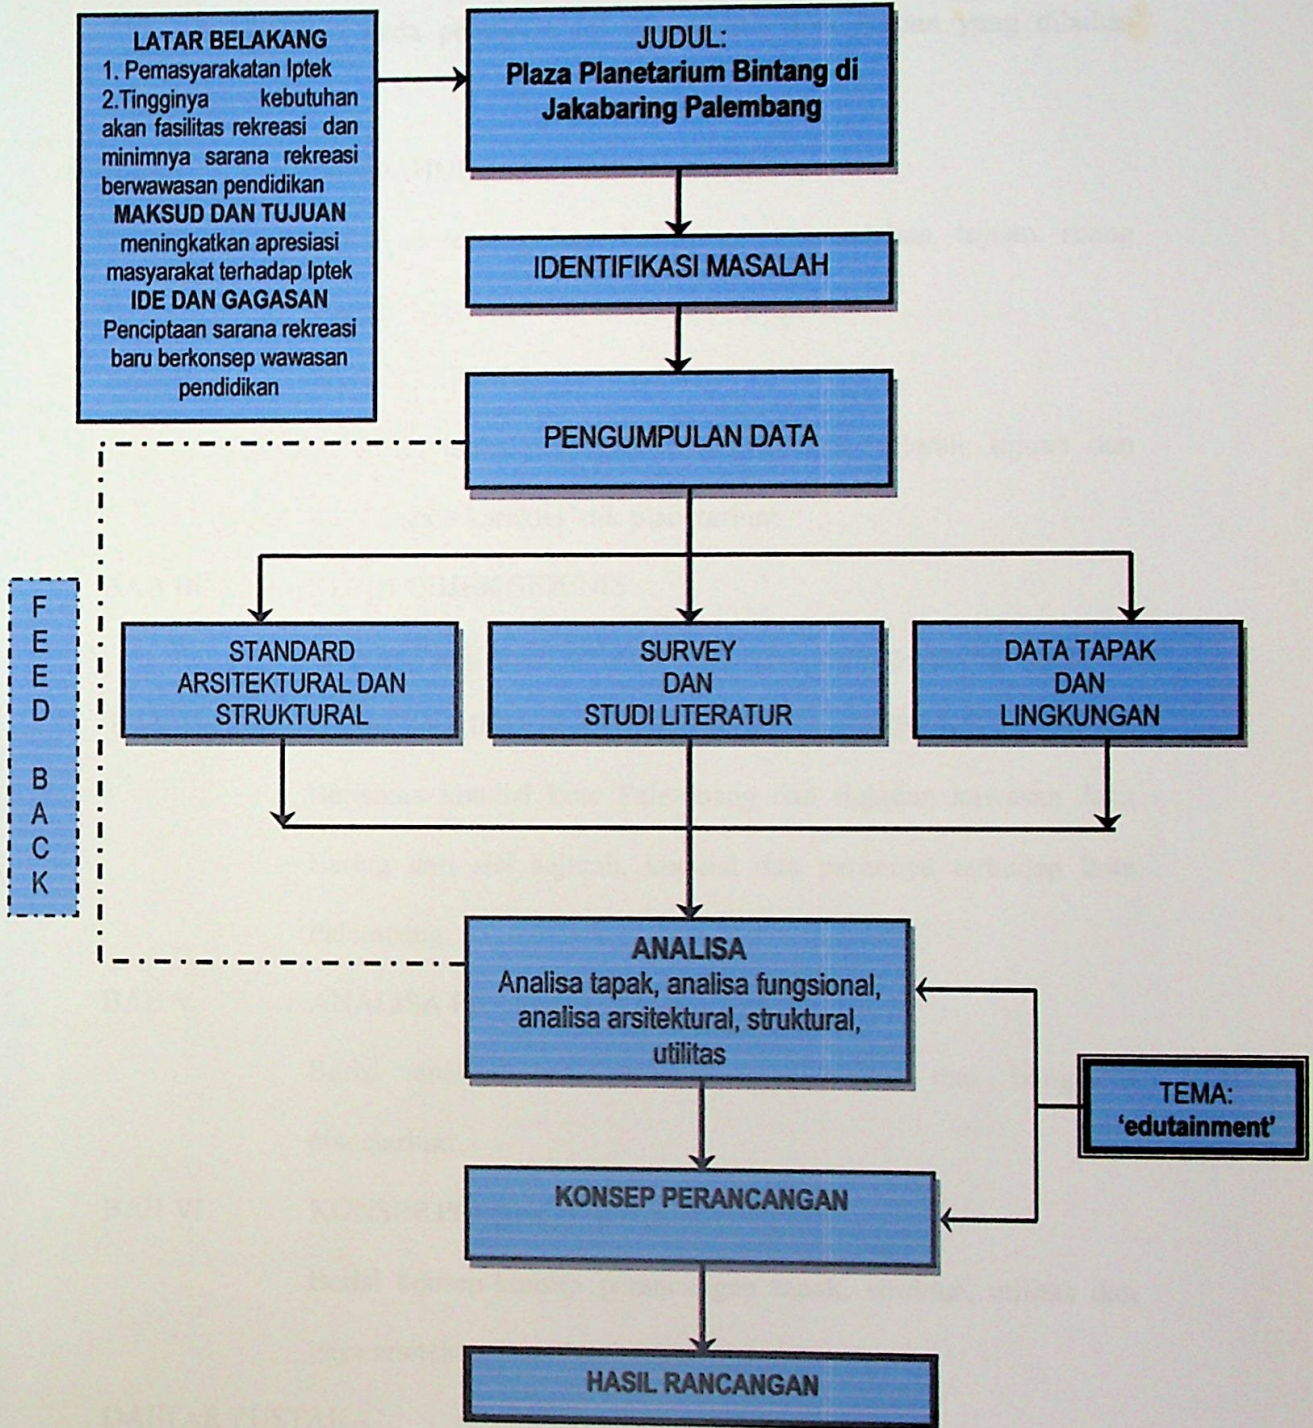 LATAR BELAKANG
1. Pemasyarakatan Iptek
2.Tingginya kebutuhan
akan fasilitas rekreasi dan
minimnya sarana rekreasi
berwawasan pendidikan
MAKSUD DAN TUJUAN
meningkatkan apresiasi
masyarakat terhadap Iptek
IDE DAN GAGASAN
Penciptaan sarana rekreasi
baru berkonsep wawasan
pendidikan
JUDUL:
Plaza Planetarium Bintang di
Jakabaring Palembang
IDENTIFIKASI MASALAH
PENGUMPULAN DATA
FEED BACK
STANDARD
ARSITEKTURAL DAN
STRUKTURAL
SURVEY
DAN
STUDI LITERATUR
DATA TAPAK
DAN
LINGKUNGAN
ANALISA
Analisa tapak, analisa fungsional,
analisa arsitektural, struktural,
utilitas
TEMA:
‘edutainment’
KONSEP PERANCANGAN
HASIL RANCANGAN